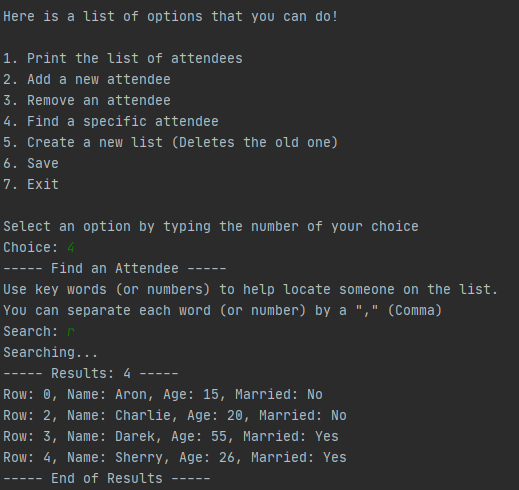 Here is a list of options that you can do!
1. Print the list of attendees
2. Add a new attendee
3. Remove an attendee
4. Find a specific attendee
5. Create a new list (Deletes the old one)
6. Save
7. Exit
Select an option by typing the number of your choice
Choice: 4
----- Find an Attendee -----
Use key words (or numbers) to help locate someone on the list.
You can separate each word (or number) by a "," (Comma)
Search: r
Searching...
----- Results: 4 -----
Row: 0, Name: Aron, Age: 15, Married: No
Row: 2, Name: Charlie, Age: 20, Married: No
Row: 3, Name: Darek, Age: 55, Married: Yes
Row: 4, Name: Sherry, Age: 26, Married: Yes
----- End of Results -----